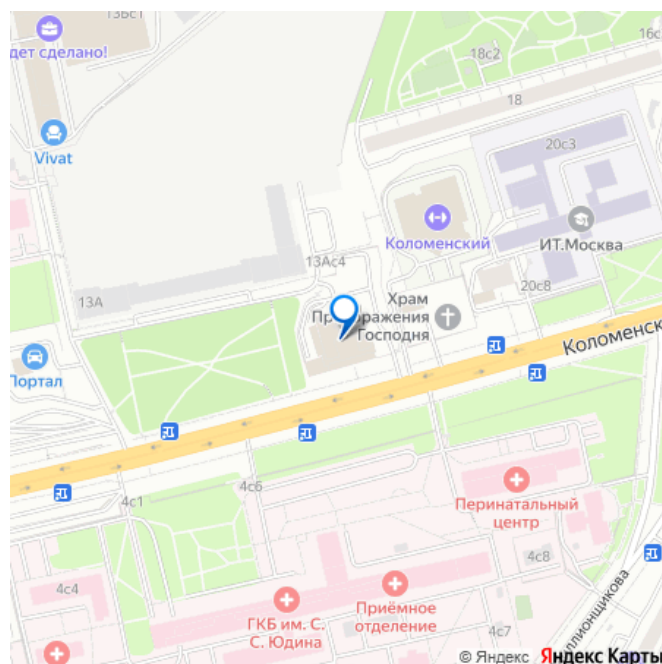 13Бс1
дет сделано!
Vivat
16с
18с2
18
20с3
ИТ.Москва
Коломенский
13Ас4
20с8
13А
Храм
Преображения
Господня
Коломенск
Портал
4с1
4с6
Перинатальный
центр
4с8
4с4
ГКБ им. С.
С. Юдина
Приёмное
отделение
4с7
ллионщикова
© Яндекс Яндекс Карты